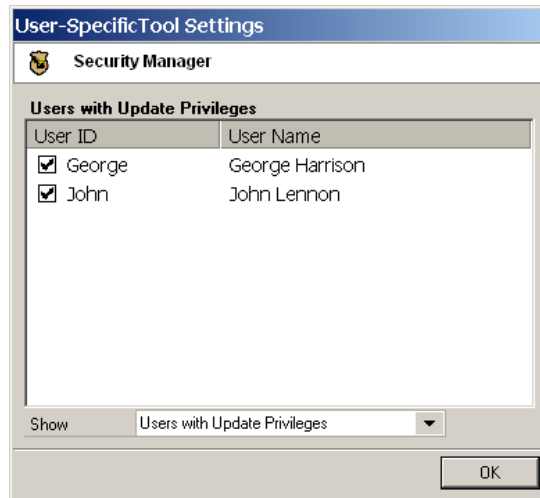 User-SpecificTool Settings
Security Manager
Users with Update Privileges
User ID User Name
George George Harrison
John John Lennon
Show Users with Update Privileges
OK